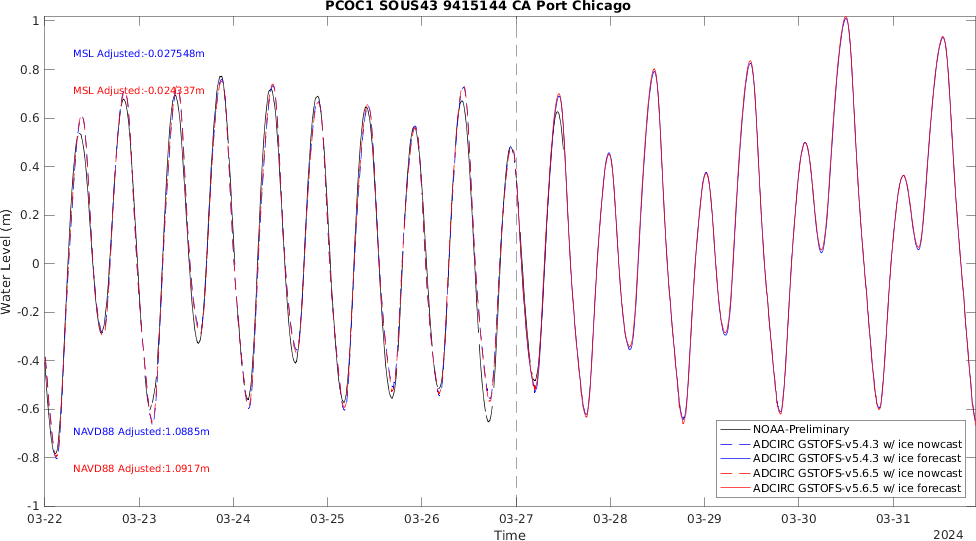 PCOC1 SOUS43 9415144 CA Port Chicago
1
0.8
0.6
0.4
0.2
0
-0.2
-0.4
-0.6
-0.8
-1
Water Level (m)
MSL Adjusted:-0.027548m
MSL Adjusted:-0.024337m
NAVD88 Adjusted:1.0885m
NAVD88 Adjusted:1.0917m
NOAA-Preliminary
ADCIRC GSTOFS-v5.4.3 w/ ice nowcast
ADCIRC GSTOFS-v5.4.3 w/ ice forecast
ADCIRC GSTOFS-v5.6.5 w/ ice nowcast
ADCIRC GSTOFS-v5.6.5 w/ ice forecast
03-22 03-23 03-24 03-25 03-26 03-27 03-28 03-29 03-30 03-31
Time
2024